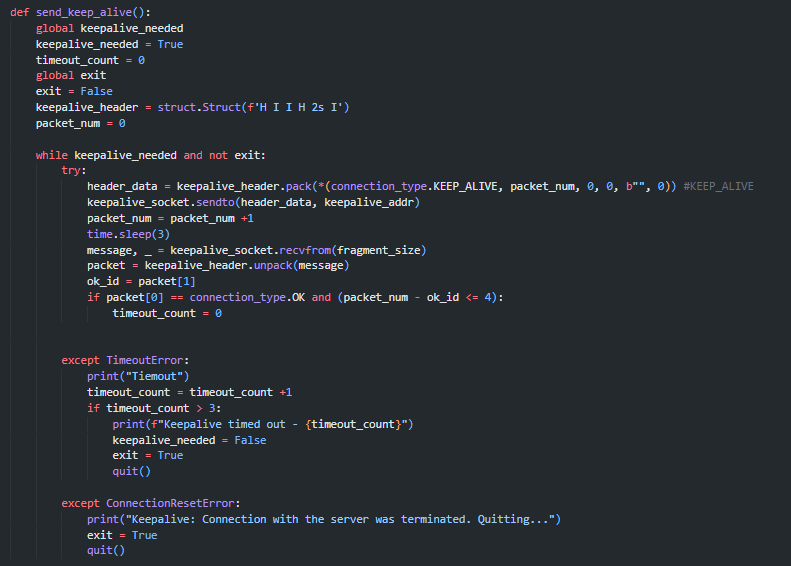 def send_keep_alive():
    global keepalive_needed
    keepalive_needed = True
    timeout_count = 0
    global exit
    exit = False
    keepalive_header = struct.Struct(f'H I I H 2s I')
    packet_num = 0

    while keepalive_needed and not exit:
        try:
            header_data = keepalive_header.pack(*(connection_type.KEEP_ALIVE, packet_num, 0, 0, b"", 0)) #KEEP_ALIVE
            keepalive_socket.sendto(header_data, keepalive_addr)
            packet_num = packet_num +1
            time.sleep(3)
            message, _ = keepalive_socket.recvfrom(fragment_size)
            packet = keepalive_header.unpack(message)
            ok_id = packet[1]
            if packet[0] == connection_type.OK and (packet_num - ok_id <= 4):
                timeout_count = 0


        except TimeoutError:
            print("Tiemout")
            timeout_count = timeout_count +1
            if timeout_count > 3:
                print(f"Keepalive timed out - {timeout_count}")
                keepalive_needed = False
                exit = True
                quit()

        except ConnectionResetError:
            print("Keepalive: Connection with the server was terminated. Quitting...")
            exit = True
            quit()